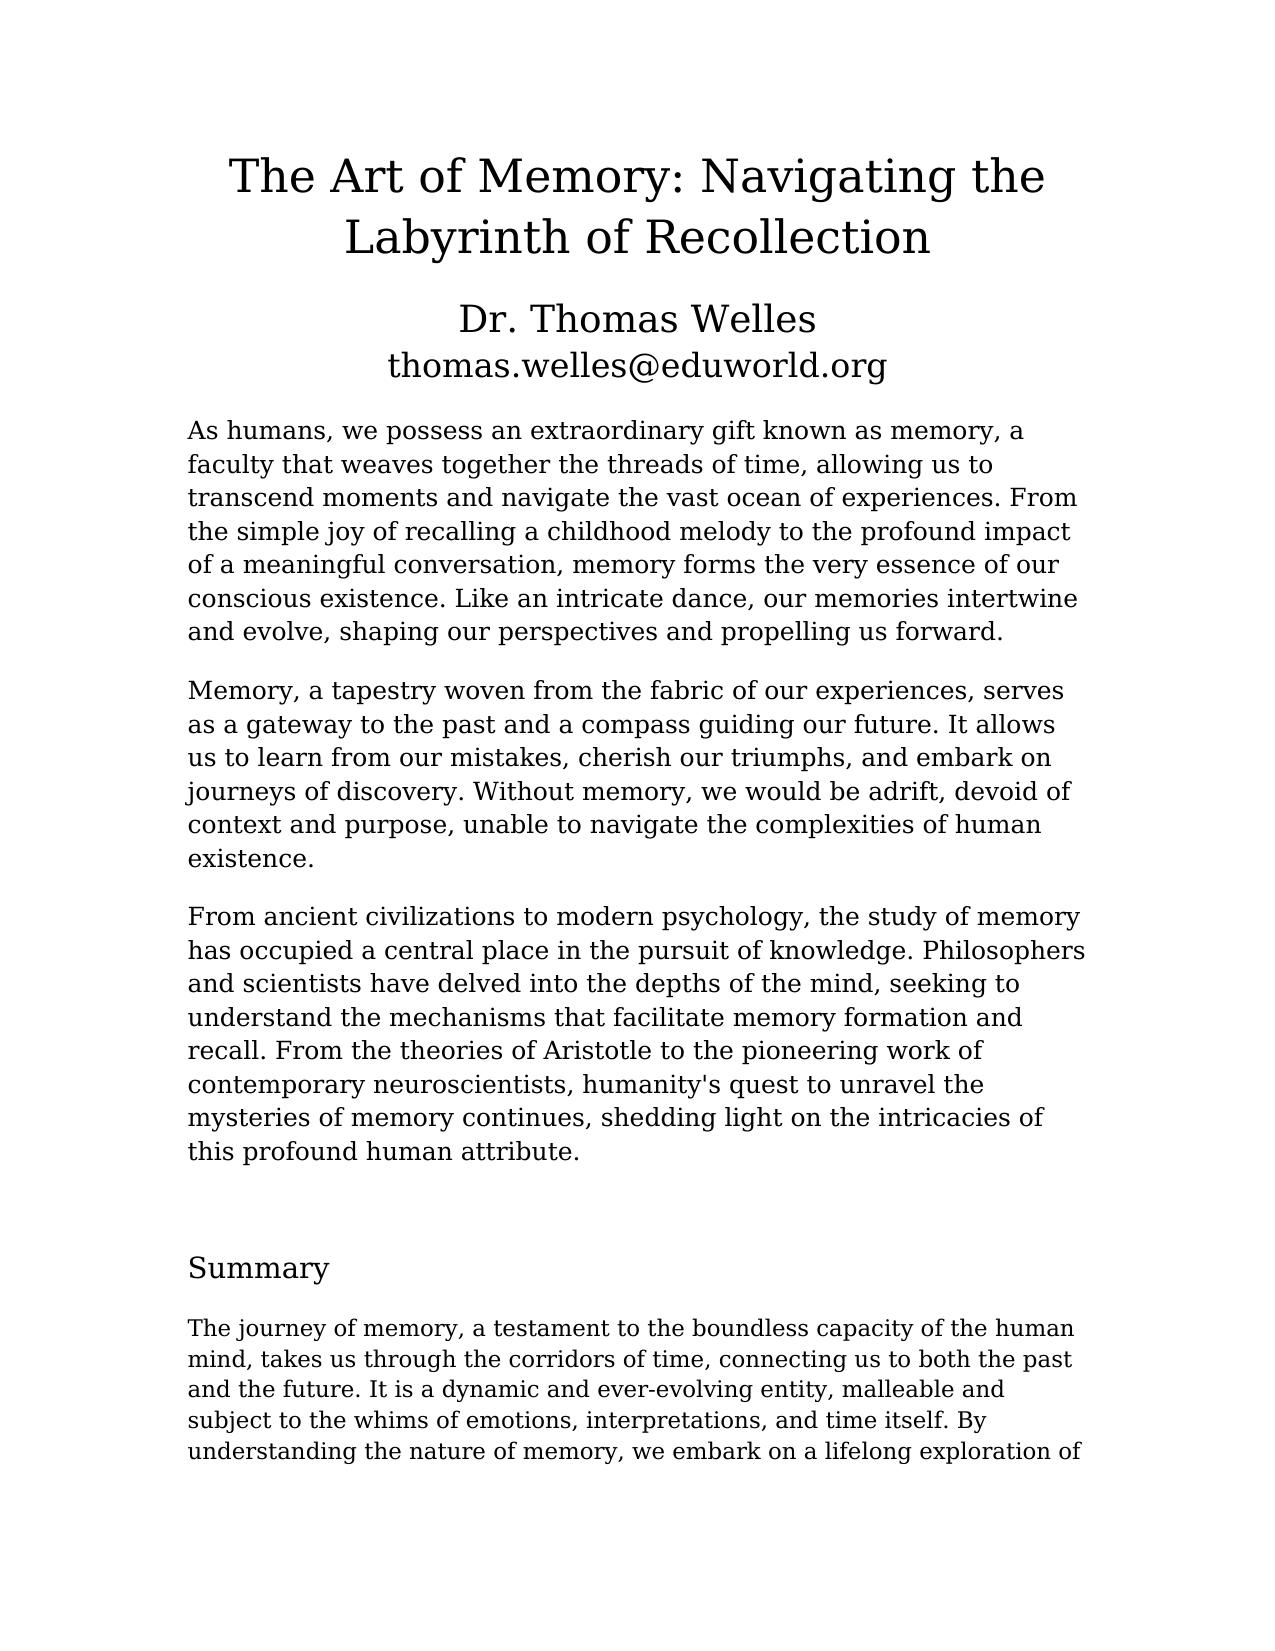 The Art of Memory: Navigating the
Labyrinth of Recollection
Dr. Thomas Welles
thomas.welles@eduworld.org
As humans, we possess an extraordinary gift known as memory, a
faculty that weaves together the threads of time, allowing us to
transcend moments and navigate the vast ocean of experiences. From
the simple joy of recalling a childhood melody to the profound impact
of a meaningful conversation, memory forms the very essence of our
conscious existence. Like an intricate dance, our memories intertwine
and evolve, shaping our perspectives and propelling us forward.
Memory, a tapestry woven from the fabric of our experiences, serves
as a gateway to the past and a compass guiding our future. It allows
us to learn from our mistakes, cherish our triumphs, and embark on
journeys of discovery. Without memory, we would be adrift, devoid of
context and purpose, unable to navigate the complexities of human
existence.
From ancient civilizations to modern psychology, the study of memory
has occupied a central place in the pursuit of knowledge. Philosophers
and scientists have delved into the depths of the mind, seeking to
understand the mechanisms that facilitate memory formation and
recall. From the theories of Aristotle to the pioneering work of
contemporary neuroscientists, humanity's quest to unravel the
mysteries of memory continues, shedding light on the intricacies of
this profound human attribute.
Summary
The journey of memory, a testament to the boundless capacity of the human
mind, takes us through the corridors of time, connecting us to both the past
and the future. It is a dynamic and ever-evolving entity, malleable and
subject to the whims of emotions, interpretations, and time itself. By
understanding the nature of memory, we embark on a lifelong exploration of